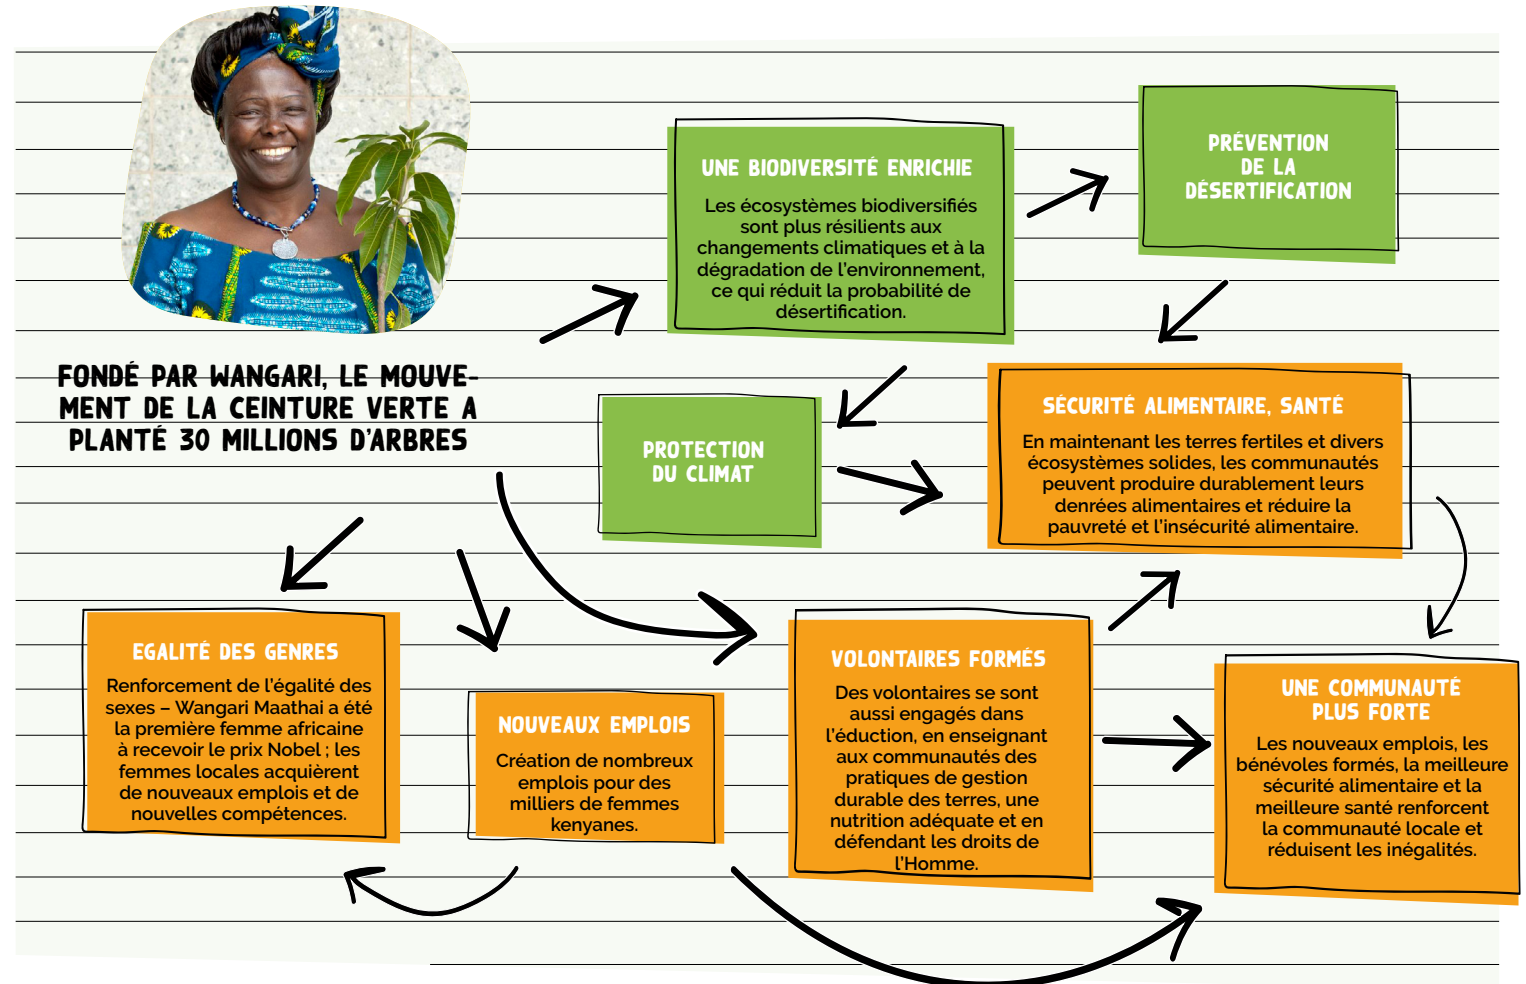 FONDÉ PAR WANGARI, LE MOUVE-
MENT DE LA CEINTURE VERTE A
PLANTÉ 30 MILLIONS D'ARBRES
UNE BIODIVERSITÉ ENRICHIE
Les écosystèmes biodiversifiés
sont plus résilients aux
changements climatiques et à la
dégradation de l'environnement,
ce qui réduit la probabilité de
désertification.
PRÉVENTION
DE LA
DÉSERTIFICATION
PROTECTION
DU CLIMAT
SÉCURITÉ ALIMENTAIRE, SANTÉ
En maintenant les terres fertiles et divers
écosystèmes solides, les communautés
peuvent produire durablement leurs
denrées alimentaires et réduire la
pauvreté et l'insécurité alimentaire.
EGALITÉ DES GENRES
Renforcement de l'égalité des
sexes – Wangari Maathai a été
la première femme africaine
à recevoir le prix Nobel ; les
femmes locales acquièrent
de nouveaux emplois et de
nouvelles compétences.
NOUVEAUX EMPLOIS
Création de nombreux
emplois pour des
milliers de femmes
kenyanes.
VOLONTAIRES FORMÉS
Des volontaires se sont
aussi engagés dans
l'éduction, en enseignant
aux communautés des
pratiques de gestion
durable des terres, une
nutrition adéquate et en
défendant les droits de
l'Homme.
UNE COMMUNAUTÉ
PLUS FORTE
Les nouveaux emplois, les
bénévoles formés, la meilleure
sécurité alimentaire et la
meilleure santé renforcent
la communauté locale et
réduisent les inégalités.